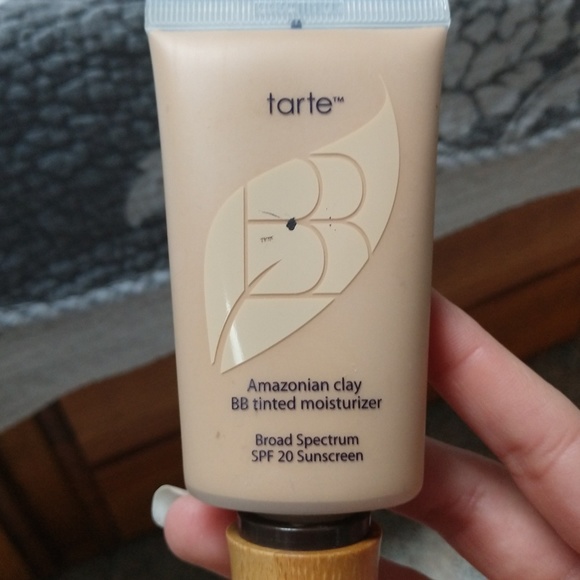 tarte™
BB
Amazonian clay
BB tinted moisturizer
Broad Spectrum
SPF 20 Sunscreen